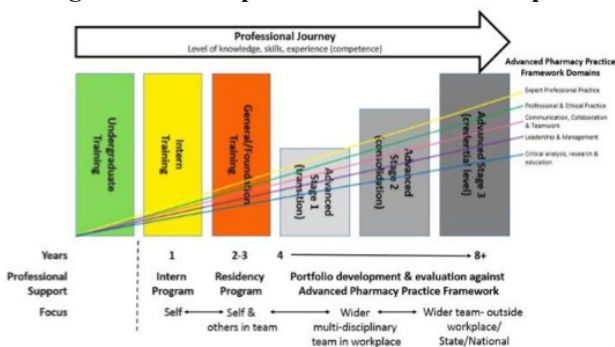 Professional Journey
Level of knowledge, skills, experience (competence)
Advanced Pharmacy Practice
Framework Domains
Expert Professional Practice
Professional & Ethical Practice
Communication, Collaboration
& Teamwork
Leadership & Management
Critical analysis, research &
education
Undergraduate
Training
Intern
Training
General/Foundation
Training
Advanced
Stage 1
(transition)
Advanced
Stage 2
(consolidation)
Advanced Stage 3
(credential level)
Years 1 2-3 4 8+
Professional
Support
Intern
Program
Residency
Program
Portfolio development & evaluation against
Advanced Pharmacy Practice Framework
Focus
Self
Self &
others in team
Wider
multi-disciplinary
team in workplace
Wider team- outside
workplace/
State/National